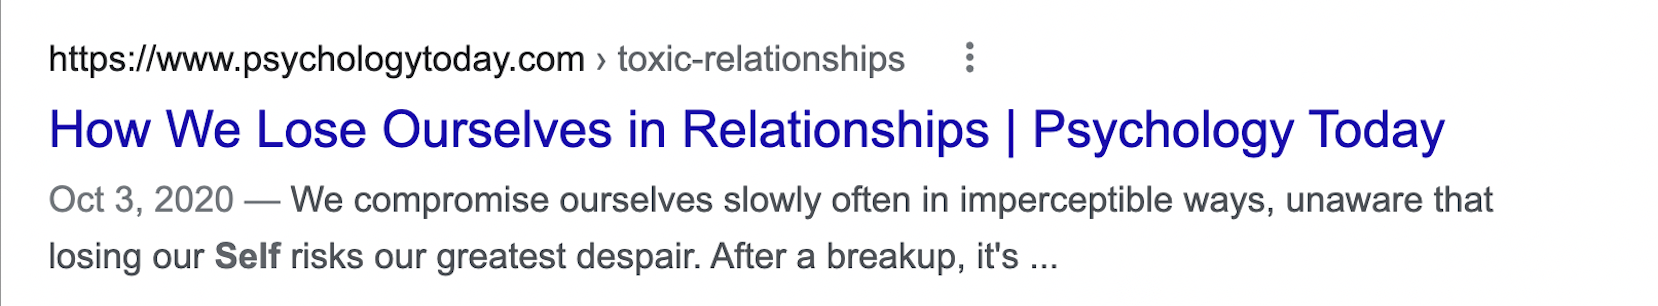 https://www.psychologytoday.com › toxic-relationships
How We Lose Ourselves in Relationships | Psychology Today
Oct 3, 2020 — We compromise ourselves slowly often in imperceptible ways, unaware that
losing our Self risks our greatest despair. After a breakup, it's ...